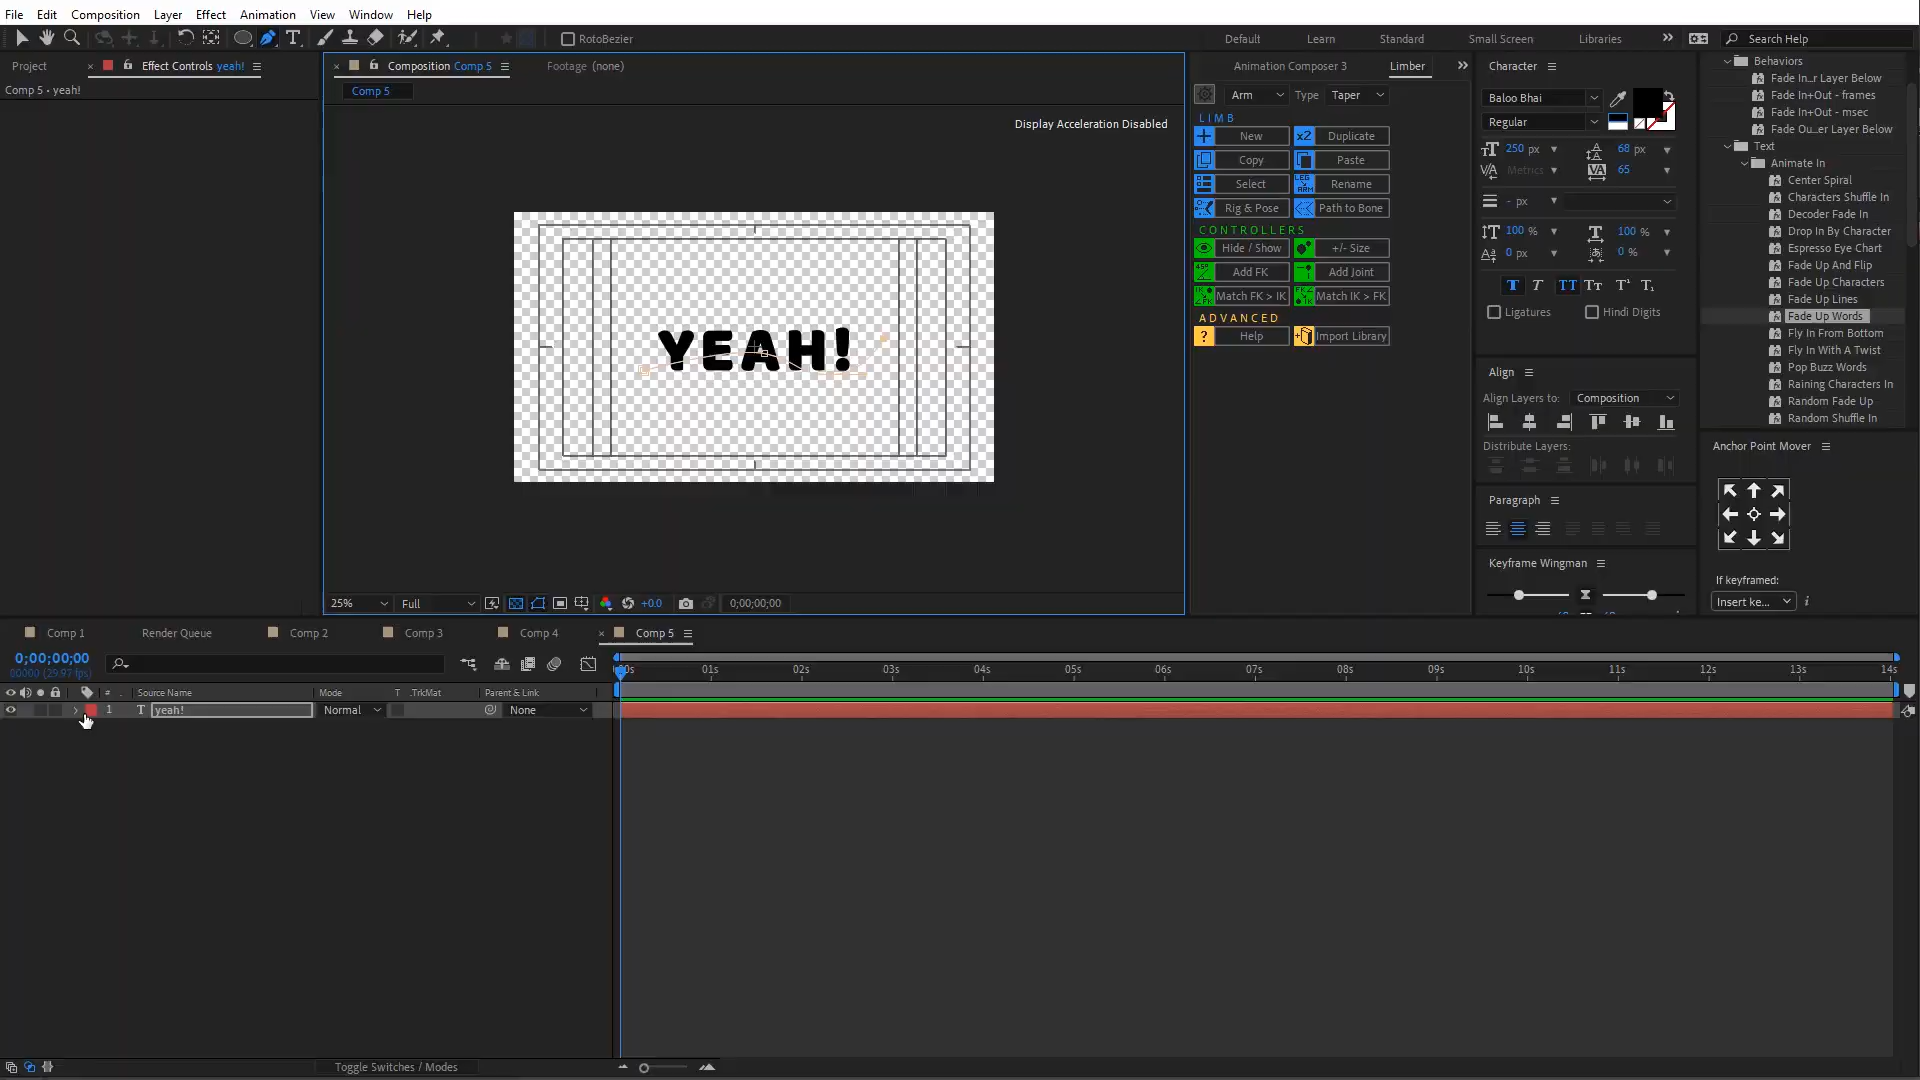 File Edit Composition Layer Effect Animation View Window Help
RotoBezier
Default Learn Standard Small Screen Libraries
Search Help
Project
Effect Controls yeah!
Comp 5 • yeah!
Composition Comp 5
Footage (none)
Comp 5
Display Acceleration Disabled
YEAH!
25% Full +0.0 0;00;00;00
Animation Composer 3 Limber
Arm Type Taper
LIMB
New Duplicate
Copy Paste
Select Rename
Rig & Pose Path to Bone
CONTROLLERS
Hide / Show +/- Size
Add FK Add Joint
Match FK > IK Match IK > FK
ADVANCED
Help Import Library
Character
Baloo Bhai
Regular
250 px 68 px
Metrics 65
- px
100 % 100 %
0 px 0 %
Ligatures Hindi Digits
Align
Align Layers to: Composition
Distribute Layers:
Paragraph
Keyframe Wingman
Behaviors
Fade In...r Layer Below
Fade In+Out - frames
Fade In+Out - msec
Fade Ou...er Layer Below
Text
Animate In
Center Spiral
Characters Shuffle In
Decoder Fade In
Drop In By Character
Espresso Eye Chart
Fade Up And Flip
Fade Up Characters
Fade Up Lines
Fade Up Words
Fly In From Bottom
Fly In With A Twist
Pop Buzz Words
Raining Characters In
Random Fade Up
Random Shuffle In
Anchor Point Mover
If keyframed:
Insert ke...
Comp 1 Render Queue Comp 2 Comp 3 Comp 4 Comp 5
0;00;00;00
00000 (29.97 fps)
01s 02s 03s 04s 05s 06s 07s 08s 09s 10s 11s 12s 13s 14s
# Source Name Mode T .TrkMat Parent & Link
1 T yeah! Normal None
Toggle Switches / Modes